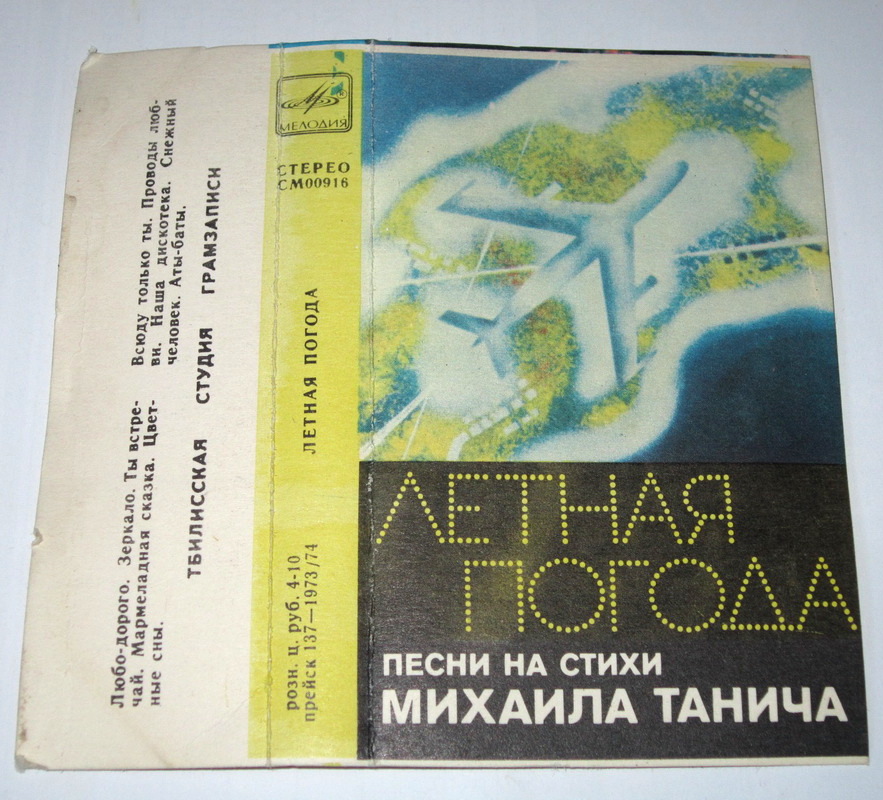 ЛЕТНАЯ
ПОГОДА
ПЕСНИ НА СТИХИ
МИХАИЛА ТАНИЧА
МЕЛОДИЯ
СТЕРЕО
СМ00916
ЛЕТНАЯ ПОГОДА
розн. ц. руб. 4-10
прейск 137—1973/74
Любо-дорого. Зеркало. Ты встре-
чай. Мармеладная сказка. Цвет-
ные сны.
Всюду только ты. Проводы люб-
ви. Наша дискотека. Снежный
человек. Аты-баты.
ТБИЛИССКАЯ СТУДИЯ ГРАМЗАПИСИ